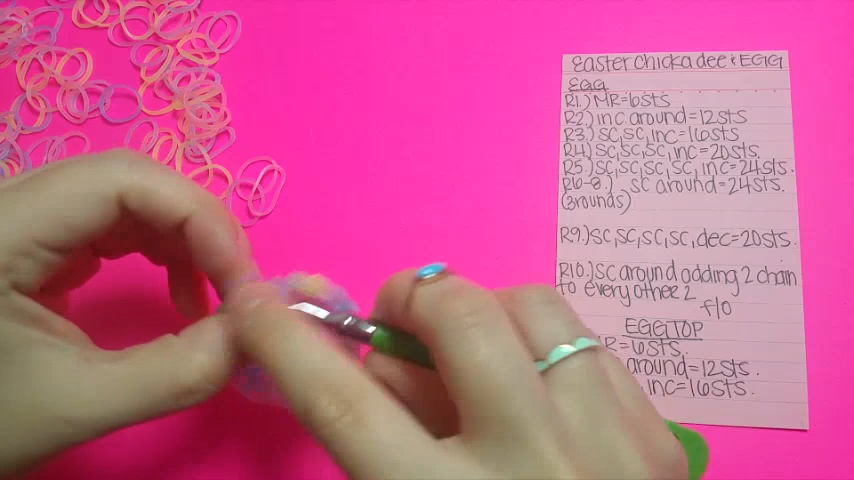 Easter chickadee & EGG
EGG
R1.) MR=6sts
R2.) inc around=12sts
R3.) sc, sc, inc=16sts
R4.) sc, sc, sc, inc=20sts
R5.) sc, sc, sc, sc, inc=24sts.
R6-8.) sc around=24sts.
(3rounds)
R9.) sc, sc, sc, sc, dec=20sts.
R10.) sc around adding 2 chain
to every other 2
f/o
EGG TOP
MR=6sts.
around=12sts.
inc=16sts.